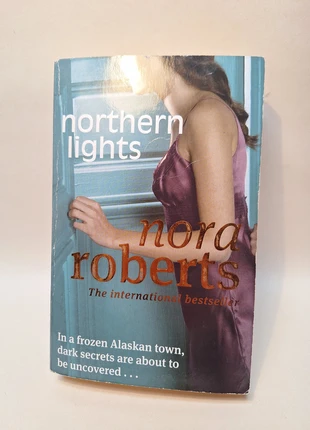 northern
lights
nora
roberts
The international bestseller
In a frozen Alaskan town,
dark secrets are about to
be uncovered . . .